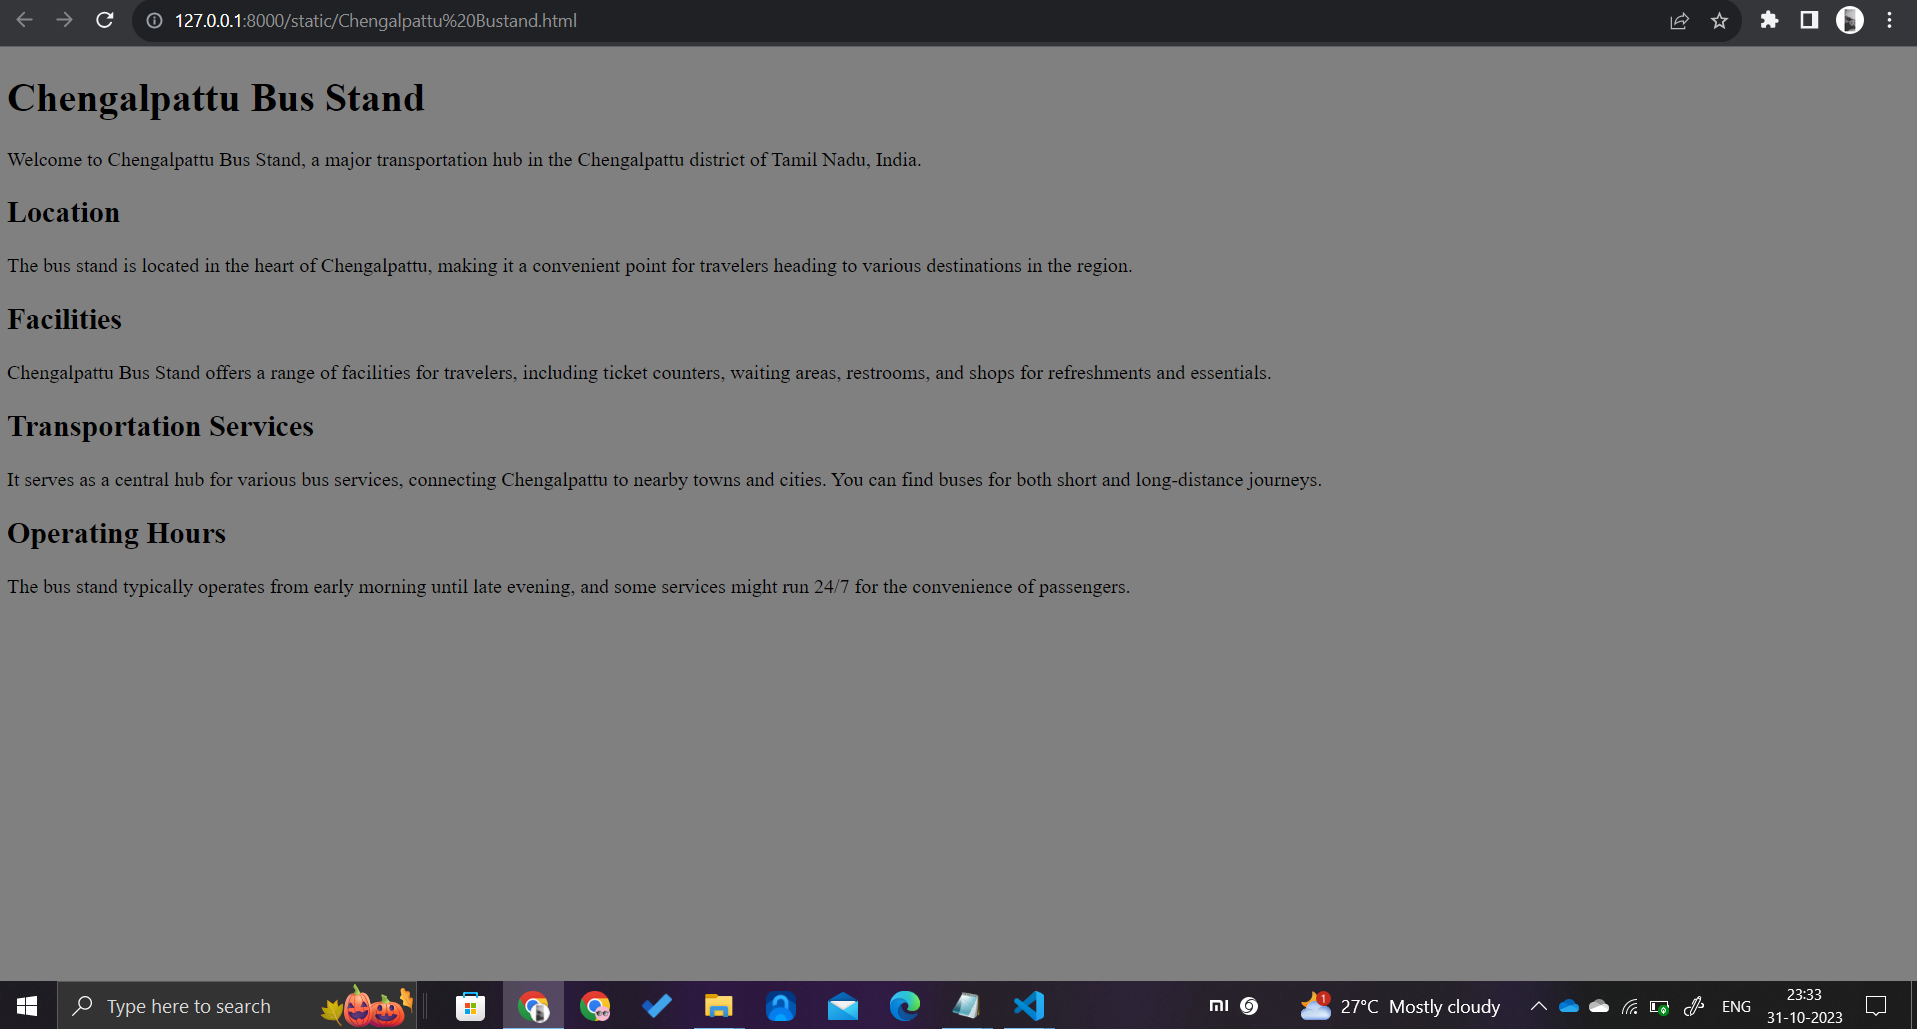 127.0.0.1:8000/static/Chengalpattu%20Bustand.html
Chengalpattu Bus Stand
Welcome to Chengalpattu Bus Stand, a major transportation hub in the Chengalpattu district of Tamil Nadu, India.
Location
The bus stand is located in the heart of Chengalpattu, making it a convenient point for travelers heading to various destinations in the region.
Facilities
Chengalpattu Bus Stand offers a range of facilities for travelers, including ticket counters, waiting areas, restrooms, and shops for refreshments and essentials.
Transportation Services
It serves as a central hub for various bus services, connecting Chengalpattu to nearby towns and cities. You can find buses for both short and long-distance journeys.
Operating Hours
The bus stand typically operates from early morning until late evening, and some services might run 24/7 for the convenience of passengers.
Type here to search
mi
1
27°C Mostly cloudy
ENG
23:33
31-10-2023